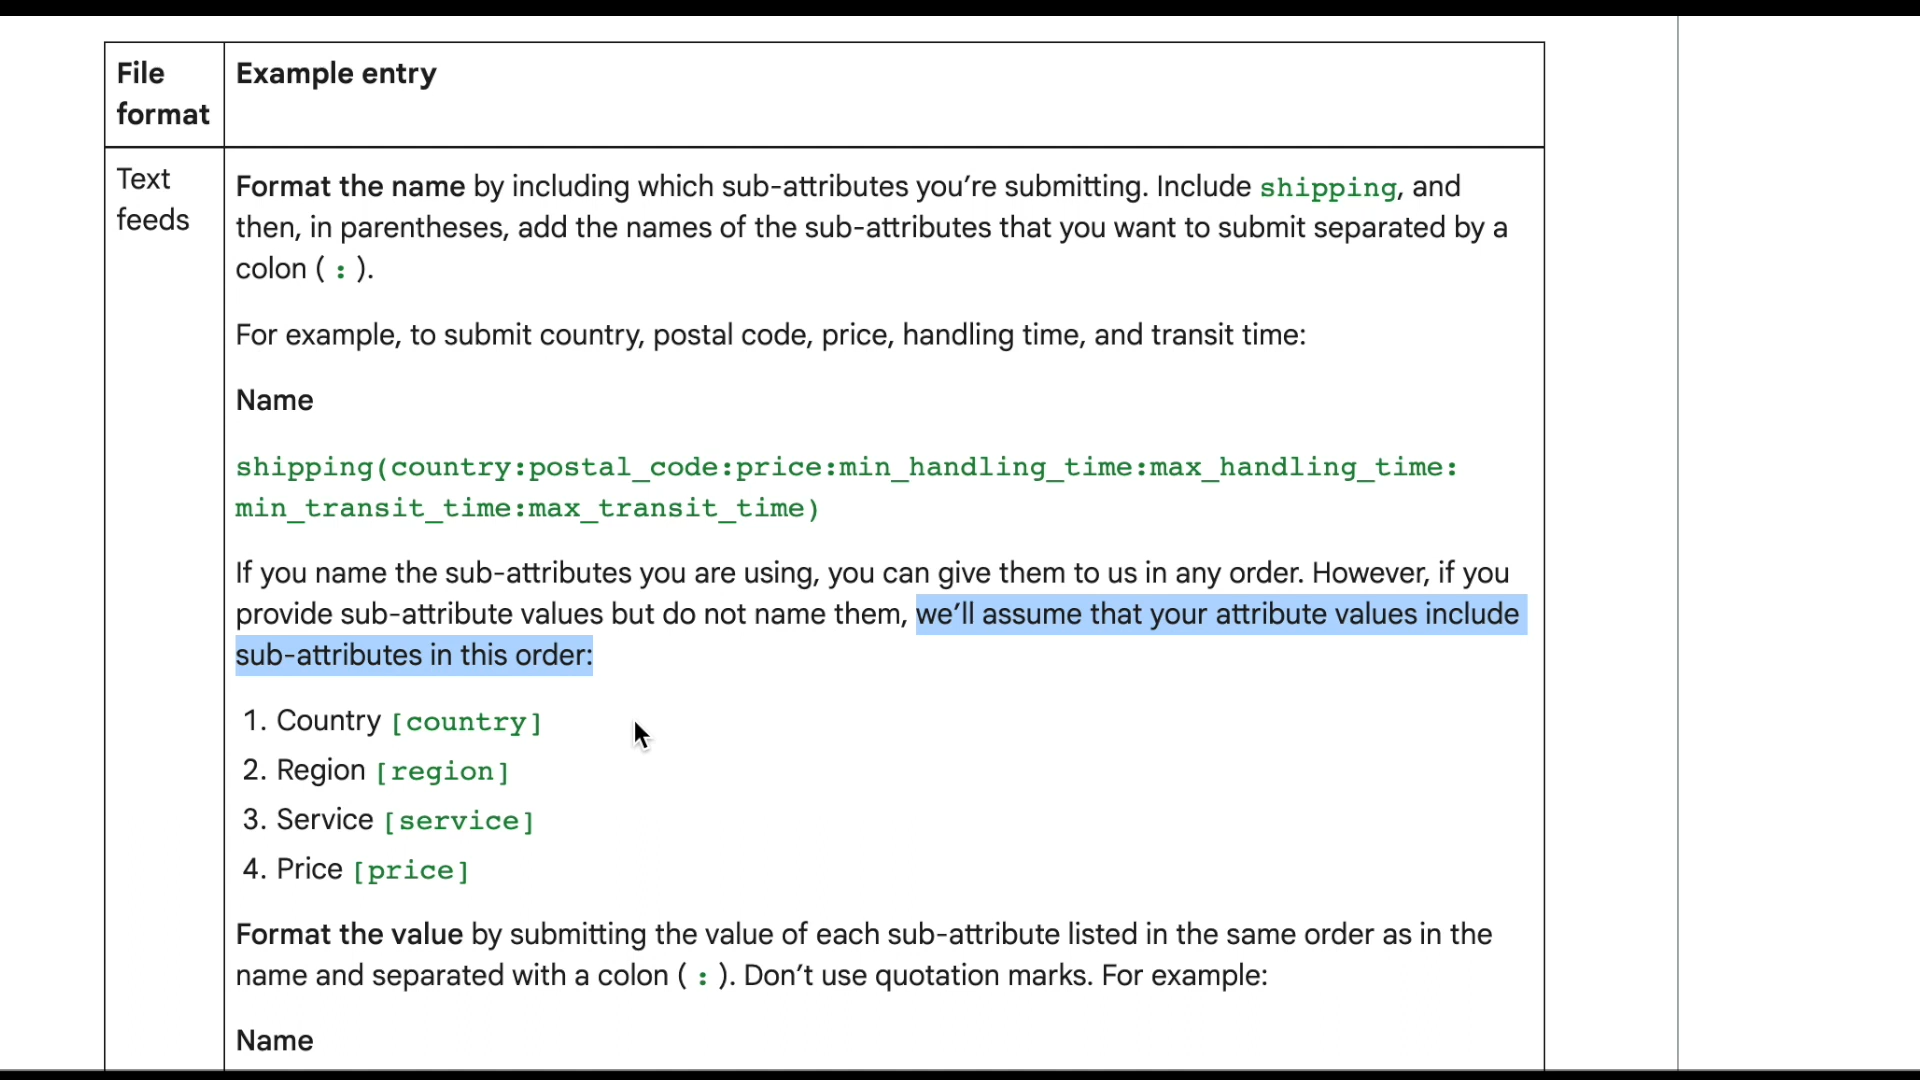 File
format
Example entry
Text
feeds
Format the name by including which sub-attributes you’re submitting. Include shipping, and
then, in parentheses, add the names of the sub-attributes that you want to submit separated by a
colon ( : ).
For example, to submit country, postal code, price, handling time, and transit time:
Name
shipping(country:postal_code:price:min_handling_time:max_handling_time:
min_transit_time:max_transit_time)
If you name the sub-attributes you are using, you can give them to us in any order. However, if you
provide sub-attribute values but do not name them, we’ll assume that your attribute values include
sub-attributes in this order:
1. Country [country]
2. Region [region]
3. Service [service]
4. Price [price]
Format the value by submitting the value of each sub-attribute listed in the same order as in the
name and separated with a colon ( : ). Don’t use quotation marks. For example:
Name